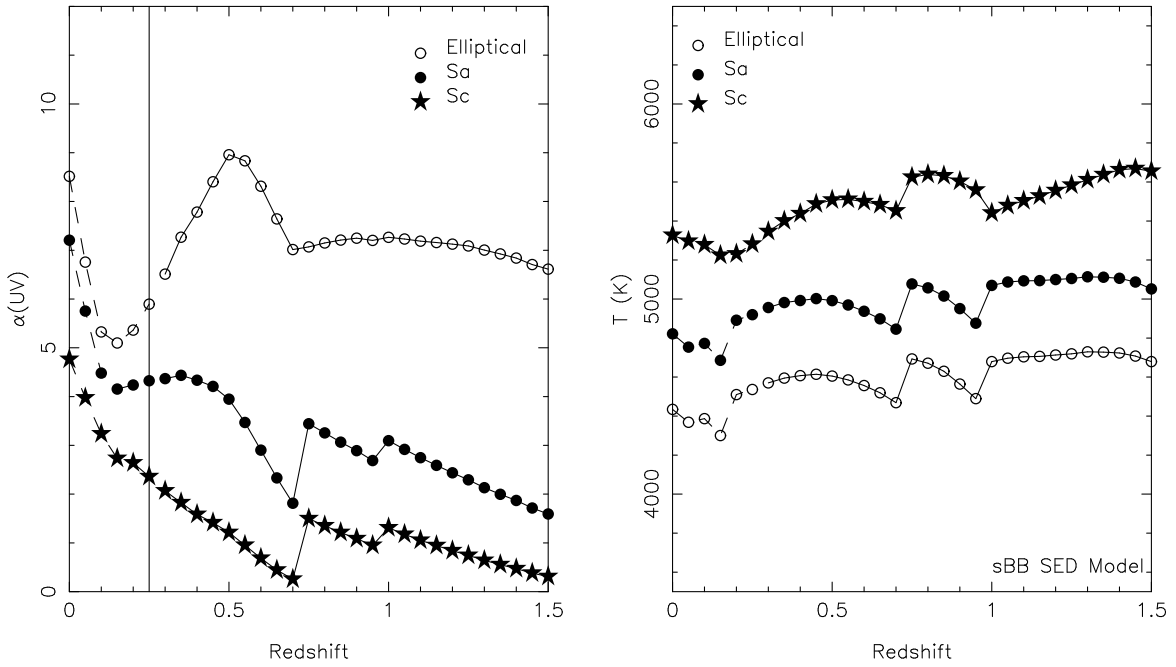 α(UV)
10
5
0
Elliptical
Sa
Sc
0
0.5
1
1.5
Redshift
T (K)
6000
5000
4000
Elliptical
Sa
Sc
sBB SED Model
0
0.5
1
1.5
Redshift